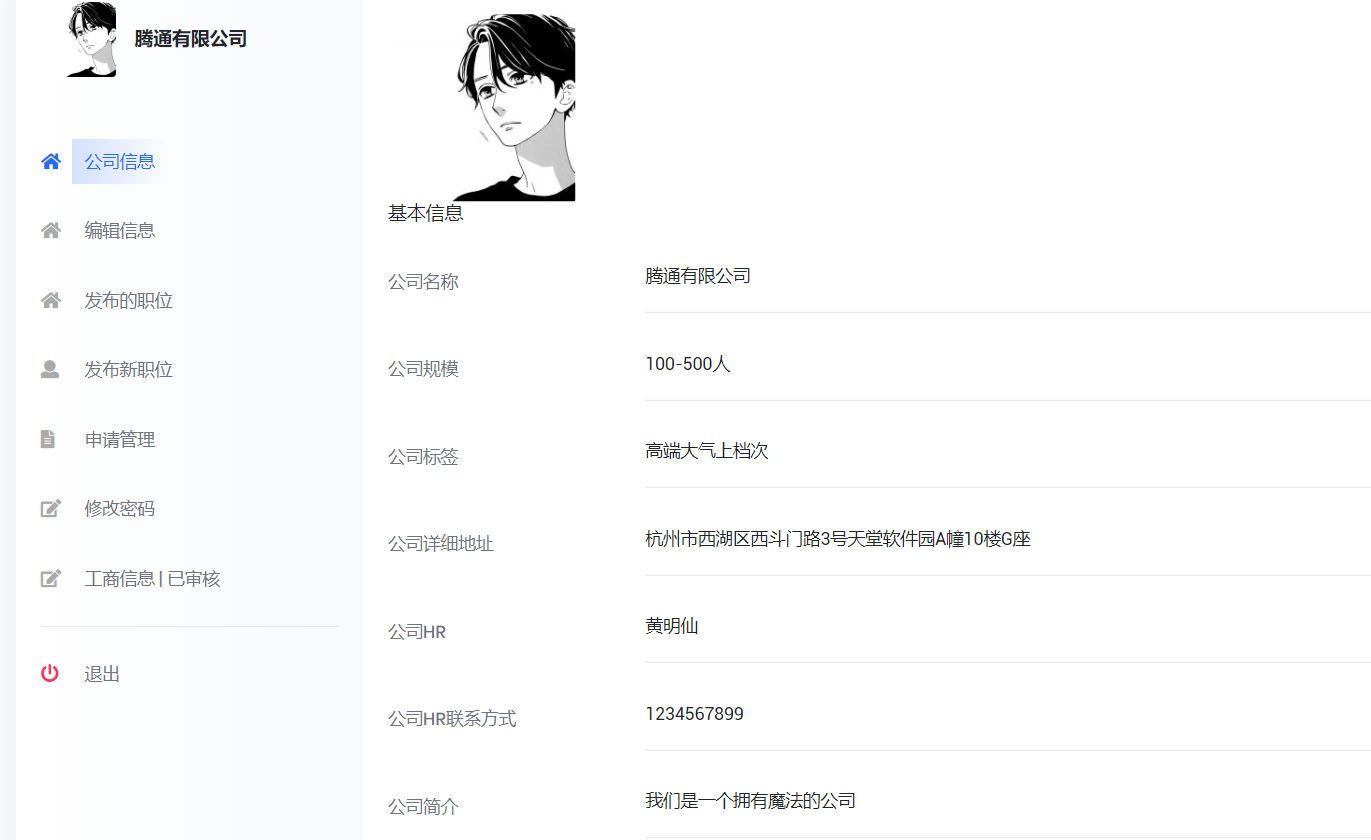 腾通有限公司
公司信息
编辑信息
发布的职位
发布新职位
申请管理
修改密码
工商信息 | 已审核
退出
基本信息
公司名称
腾通有限公司
公司规模
100-500人
公司标签
高端大气上档次
公司详细地址
杭州市西湖区西斗门路3号天堂软件园A幢10楼G座
公司HR
黄明仙
公司HR联系方式
1234567899
公司简介
我们是一个拥有魔法的公司